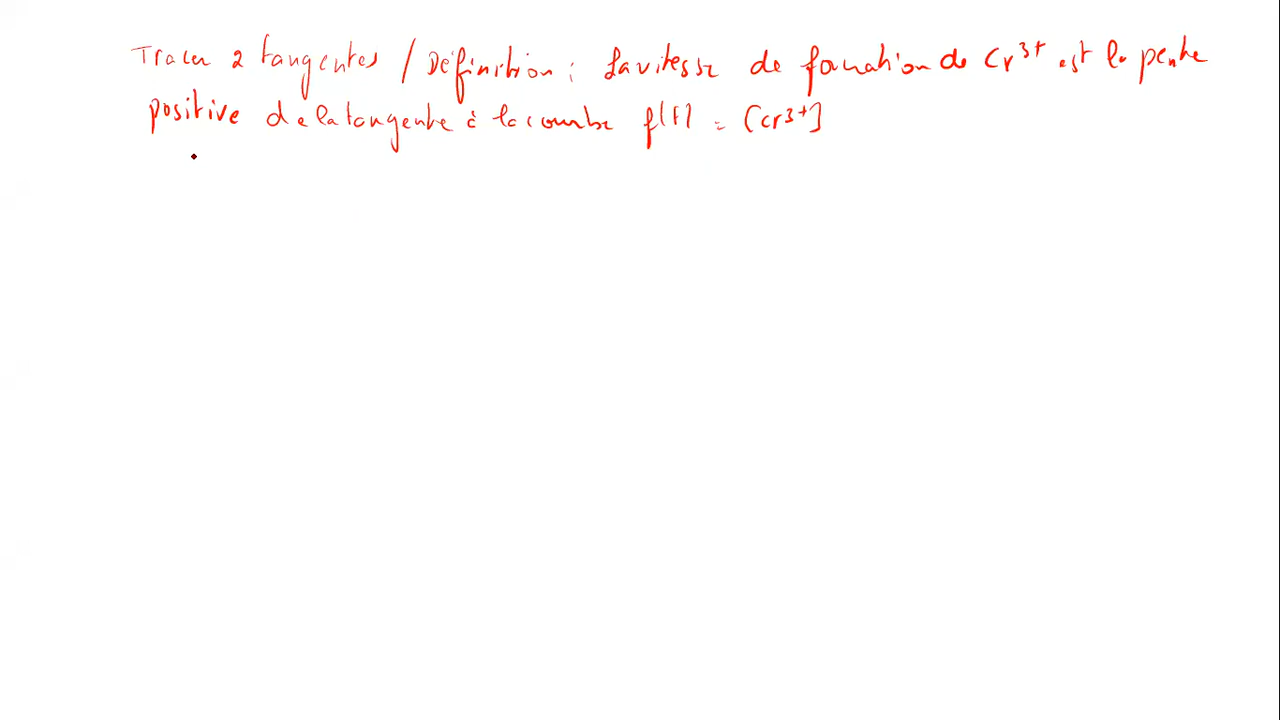 Tracer 2 tangentes / Définition : La vitesse de formation de Cr³⁺ est la pente
positive de la tangente à la courbe f(t) = [Cr³⁺]